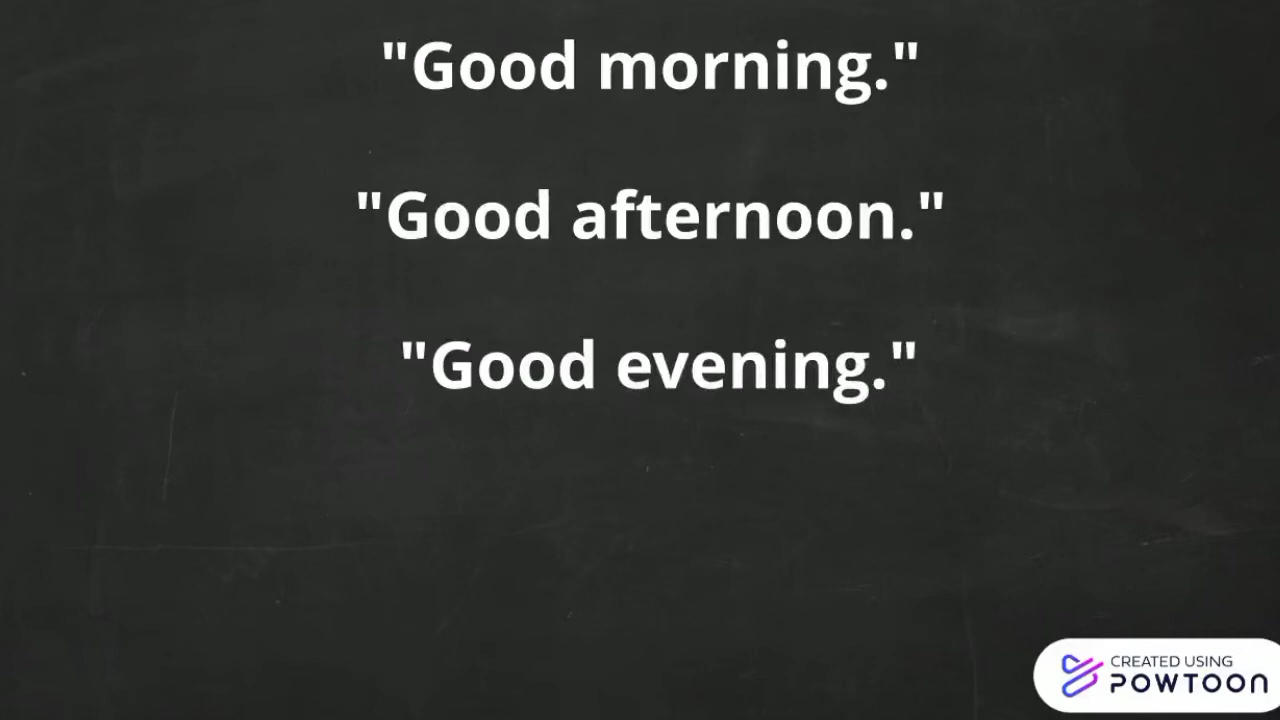 "Good morning."
"Good afternoon."
"Good evening."
CREATED USING
POWTOON